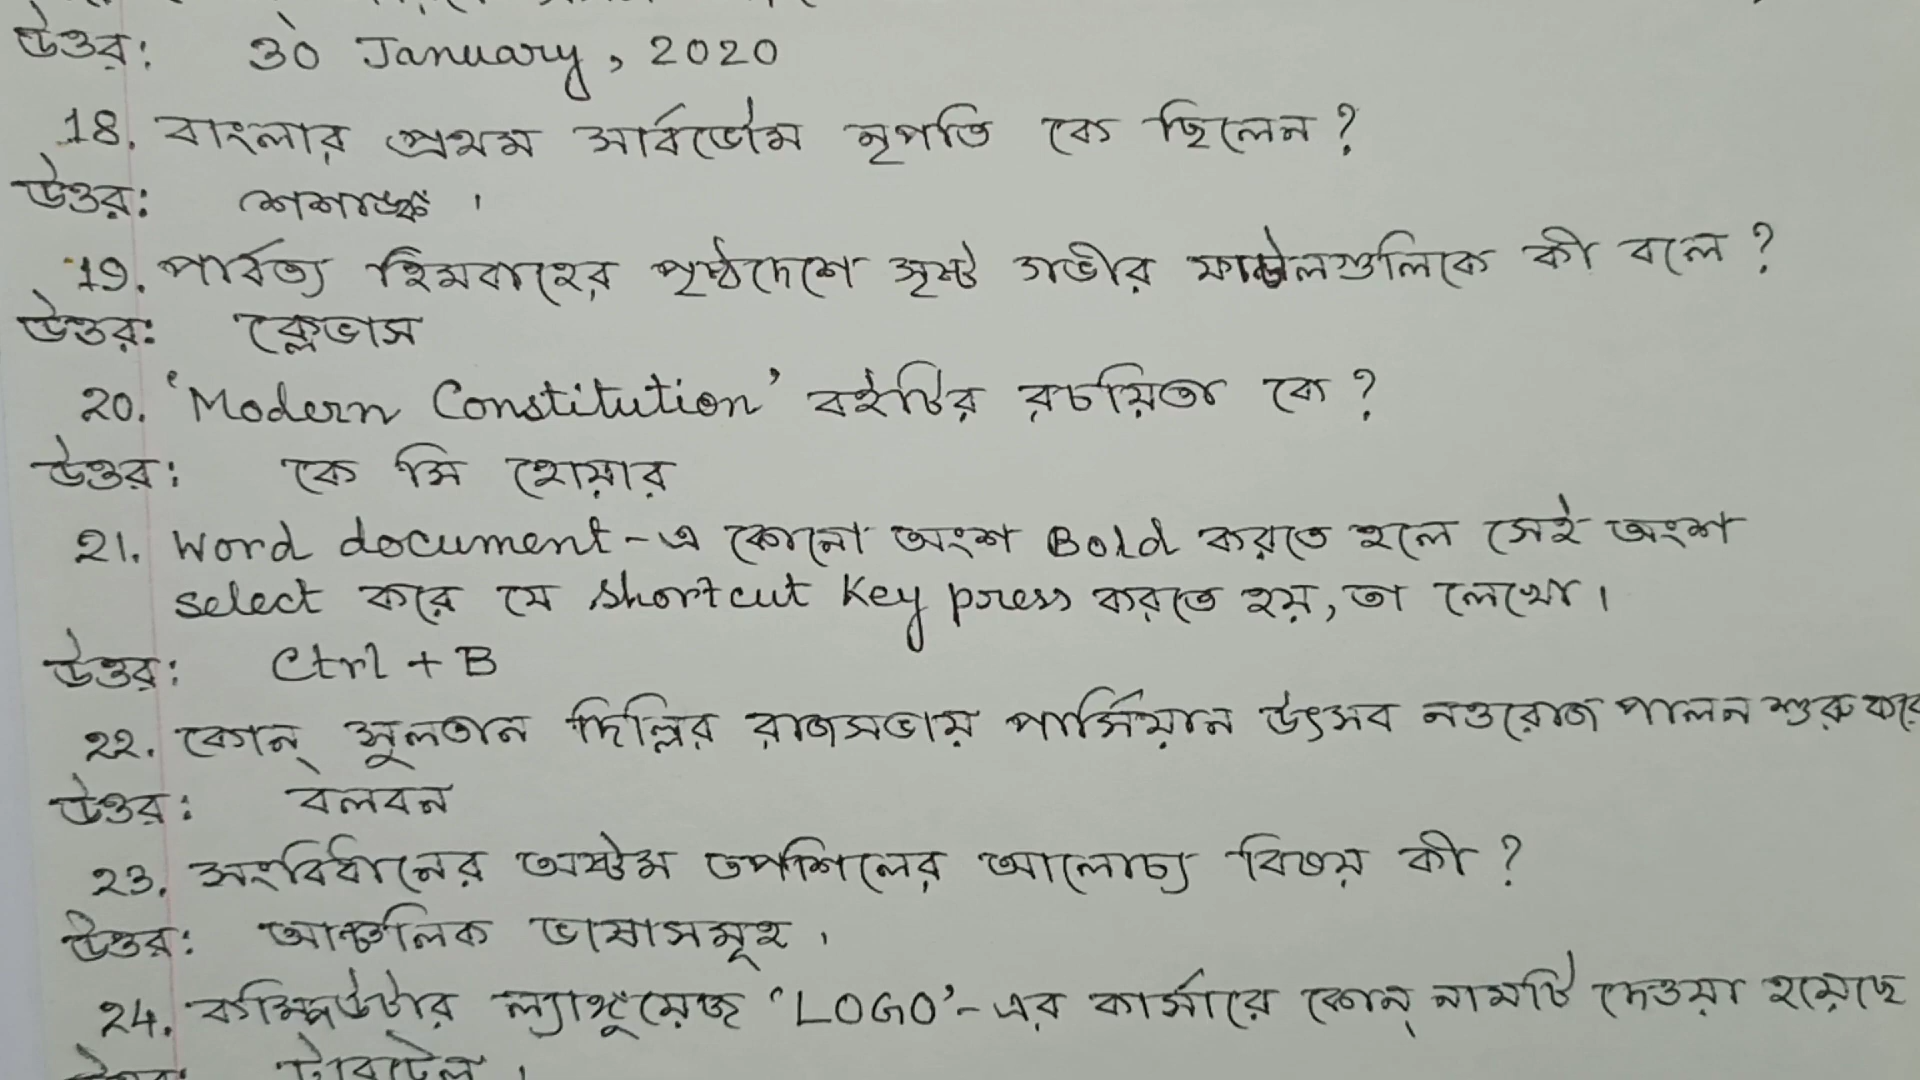 উত্তর: 30 January, 2020
18. বাংলার প্রথম সার্বভৌম নৃপতি কে ছিলেন?
উত্তর: শশাঙ্ক।
19. পার্বত্য হিমবাহের পৃষ্ঠদেশে সৃষ্ট গভীর ফাটলগুলিকে কী বলে?
উত্তর: ক্লেভাস
20. 'Modern Constitution' বইটির রচয়িতা কে?
উত্তর: কে সি হোয়ার
21. Word document-এ কোনো অংশ Bold করতে হলে সেই অংশ
select করে যে shortcut Key press করতে হয়, তা লেখো।
উত্তর: Ctrl + B
22. কোন্ সুলতান দিল্লির রাজসভায় পার্সিয়ান উৎসব নওরোজ পালন শুরু করে
উত্তর: বলবন
23. সংবিধানের অষ্টম তপশিলের আলোচ্য বিষয় কী?
উত্তর: আঞ্চলিক ভাষাসমূহ।
24. কম্পিউটার ল্যাঙ্গুয়েজ 'LOGO'-এর কার্সারে কোন্ নামটি দেওয়া হয়েছে
উত্তর: টারটেল।